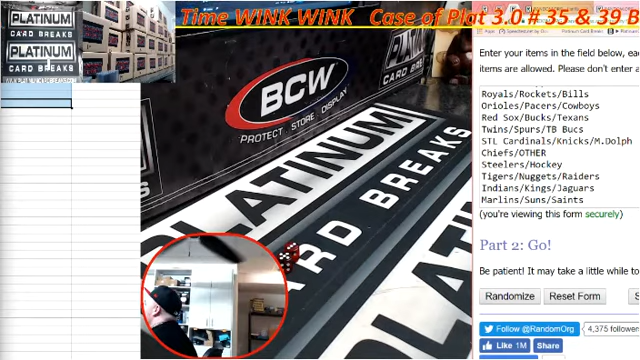 Time WINK WINK Case of Plat 3.0.# 35 & 39 B
PLATINUM
CARD BREAKS
PLATINUM
CARD BREAKS
PLATINUM
CARD BREAKS
BCW
PROTECT STORE DISPLAY
PLATINUM
CARD BREAKS
Enter your items in the field below, ea
items are allowed. Please don't enter a
Royals/Rockets/Bills
Orioles/Pacers/Cowboys
Red Sox/Bucks/Texans
Twins/Spurs/TB Bucs
STL Cardinals/Knicks/M.Dolph
Chiefs/OTHER
Steelers/Hockey
Tigers/Nuggets/Raiders
Indians/Kings/Jaguars
Marlins/Suns/Saints
(you're viewing this form securely)
Part 2: Go!
Be patient! It may take a little while to
Randomize Reset Form S
Follow @RandomOrg 4,375 followers
Like 1M Share